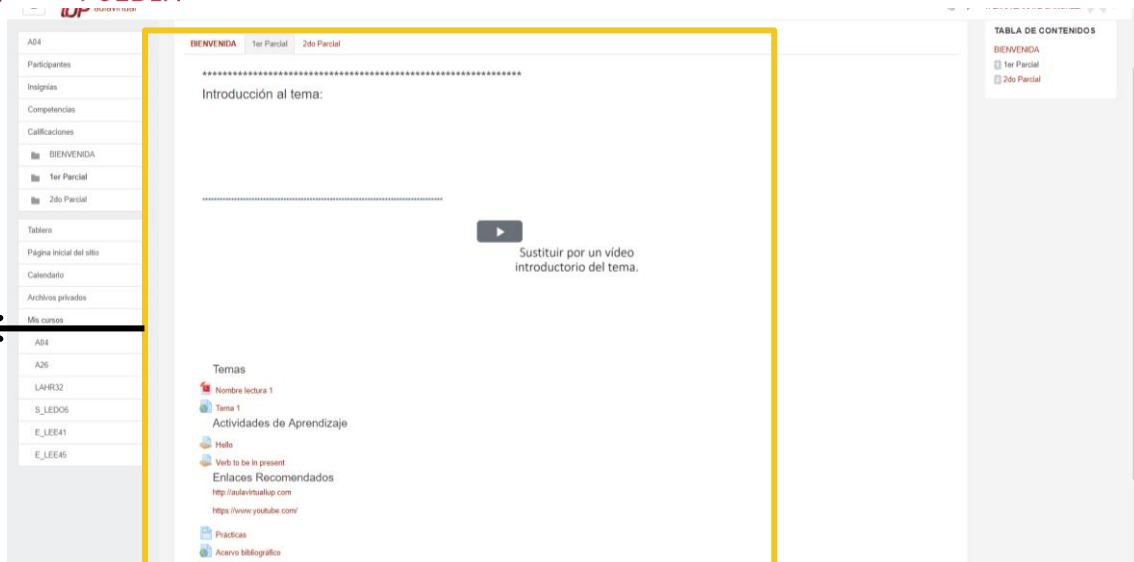 iup aulavirtual
A04
Participantes
Insignias
Competencias
Calificaciones
BIENVENIDA
1er Parcial
2do Parcial
Tablero
Página inicial del sitio
Calendario
Archivos privados
Mis cursos
A04
A26
LAHR32
S_LEDO6
E_LEE41
E_LEE45
BIENVENIDA 1er Parcial 2do Parcial
****************************************************************
Introducción al tema:
Sustituir por un vídeo
introductorio del tema.
Temas
Nombre lectura 1
Tema 1
Actividades de Aprendizaje
Hello
Verb to be in present
Enlaces Recomendados
http://aulavirtualiup.com
https://www.youtube.com/
Prácticas
Acervo bibliográfico
TABLA DE CONTENIDOS
BIENVENIDA
1er Parcial
2do Parcial